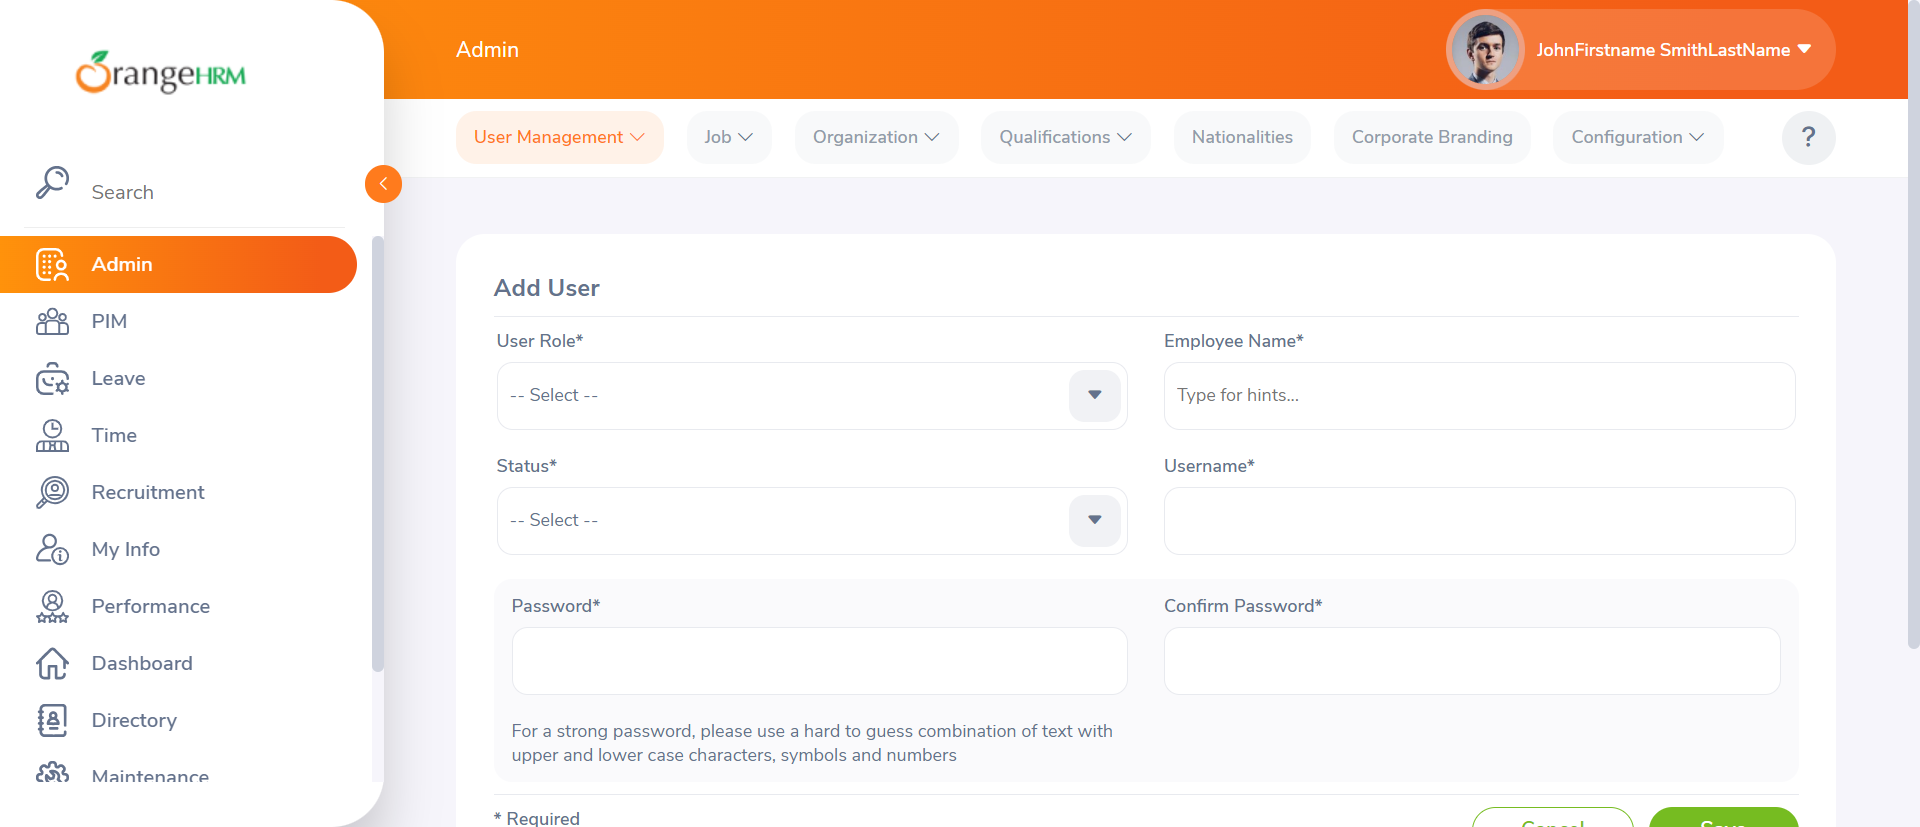 OrangeHRM
Admin
JohnFirstname SmithLastName
User Management
Job
Organization
Qualifications
Nationalities
Corporate Branding
Configuration
?
Search
Admin
PIM
Leave
Time
Recruitment
My Info
Performance
Dashboard
Directory
Maintenance
Add User
User Role*
-- Select --
Employee Name*
Type for hints...
Status*
-- Select --
Username*
Password*
Confirm Password*
For a strong password, please use a hard to guess combination of text with
upper and lower case characters, symbols and numbers
* Required
Cancel
Save